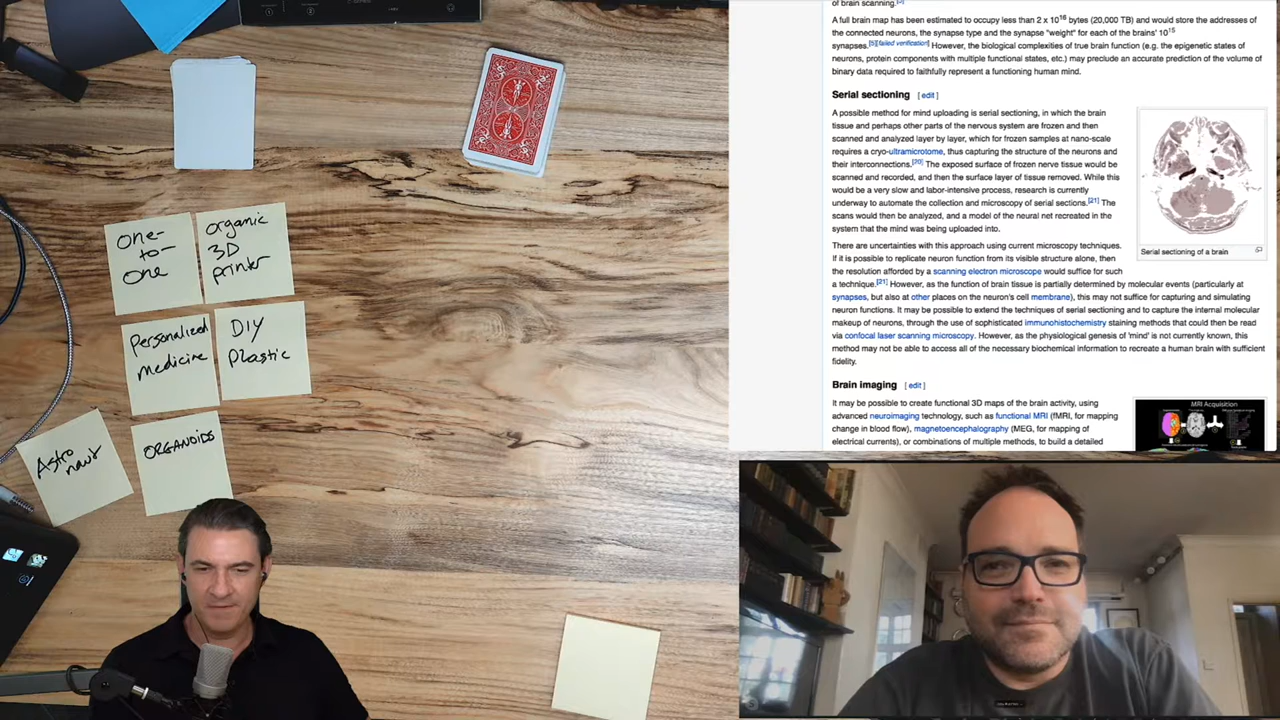 One-
to-
one
organic
3D
printer
Personalized
medicine
DIY
Plastic
Astro
naut
ORGANOIDS
of brain scanning.
A full brain map has been estimated to occupy less than 2 x 10^16 bytes (20,000 TB) and would store the addresses of
the connected neurons, the synapse type and the synapse "weight" for each of the brains' 10^15
synapses.[5][failed verification] However, the biological complexities of true brain function (e.g. the epigenetic states of
neurons, protein components with multiple functional states, etc.) may preclude an accurate prediction of the volume of
binary data required to faithfully represent a functioning human mind.
Serial sectioning [ edit ]
A possible method for mind uploading is serial sectioning, in which the brain
tissue and perhaps other parts of the nervous system are frozen and then
scanned and analyzed layer by layer, which for frozen samples at nano-scale
requires a cryo-ultramicrotome, thus capturing the structure of the neurons and
their interconnections.[20] The exposed surface of frozen nerve tissue would be
scanned and recorded, and then the surface layer of tissue removed. While this
would be a very slow and labor-intensive process, research is currently
underway to automate the collection and microscopy of serial sections.[21] The
scans would then be analyzed, and a model of the neural net recreated in the
system that the mind was being uploaded into.
Serial sectioning of a brain
There are uncertainties with this approach using current microscopy techniques.
If it is possible to replicate neuron function from its visible structure alone, then
the resolution afforded by a scanning electron microscope would suffice for such
a technique.[21] However, as the function of brain tissue is partially determined by molecular events (particularly at
synapses, but also at other places on the neuron's cell membrane), this may not suffice for capturing and simulating
neuron functions. It may be possible to extend the techniques of serial sectioning and to capture the internal molecular
makeup of neurons, through the use of sophisticated immunohistochemistry staining methods that could then be read
via confocal laser scanning microscopy. However, as the physiological genesis of 'mind' is not currently known, this
method may not be able to access all of the necessary biochemical information to recreate a human brain with sufficient
fidelity.
Brain imaging [ edit ]
It may be possible to create functional 3D maps of the brain activity, using
advanced neuroimaging technology, such as functional MRI (fMRI, for mapping
change in blood flow), magnetoencephalography (MEG, for mapping of
electrical currents), or combinations of multiple methods, to build a detailed
MRI Acquisition